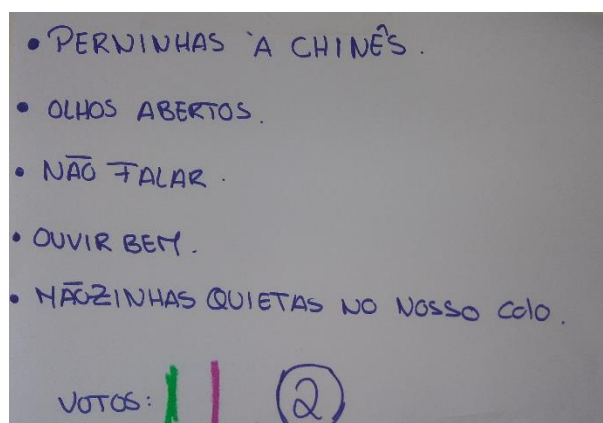 • PERNINHAS À CHINÊS.
• OLHOS ABERTOS.
• NÃO FALAR.
• OUVIR BEM.
• MÃOZINHAS QUIETAS NO NOSSO COLO.
VOTOS: 2